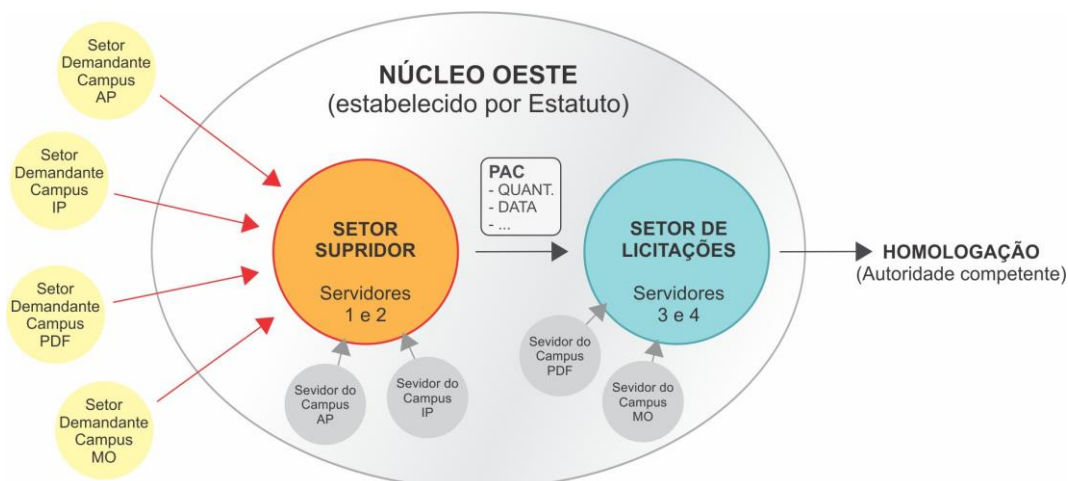 Setor
Demandante
Campus
AP
Setor
Demandante
Campus
IP
Setor
Demandante
Campus
PDF
Setor
Demandante
Campus
MO
NÚCLEO OESTE
(estabelecido por Estatuto)
SETOR
SUPRIDOR
Servidores
1 e 2
Sevidor do
Campus
AP
Sevidor do
Campus
IP
PAC
- QUANT.
- DATA
- ...
SETOR DE
LICITAÇÕES
Servidores
3 e 4
Sevidor do
Campus
PDF
Sevidor do
Campus
MO
HOMOLOGAÇÃO
(Autoridade competente)